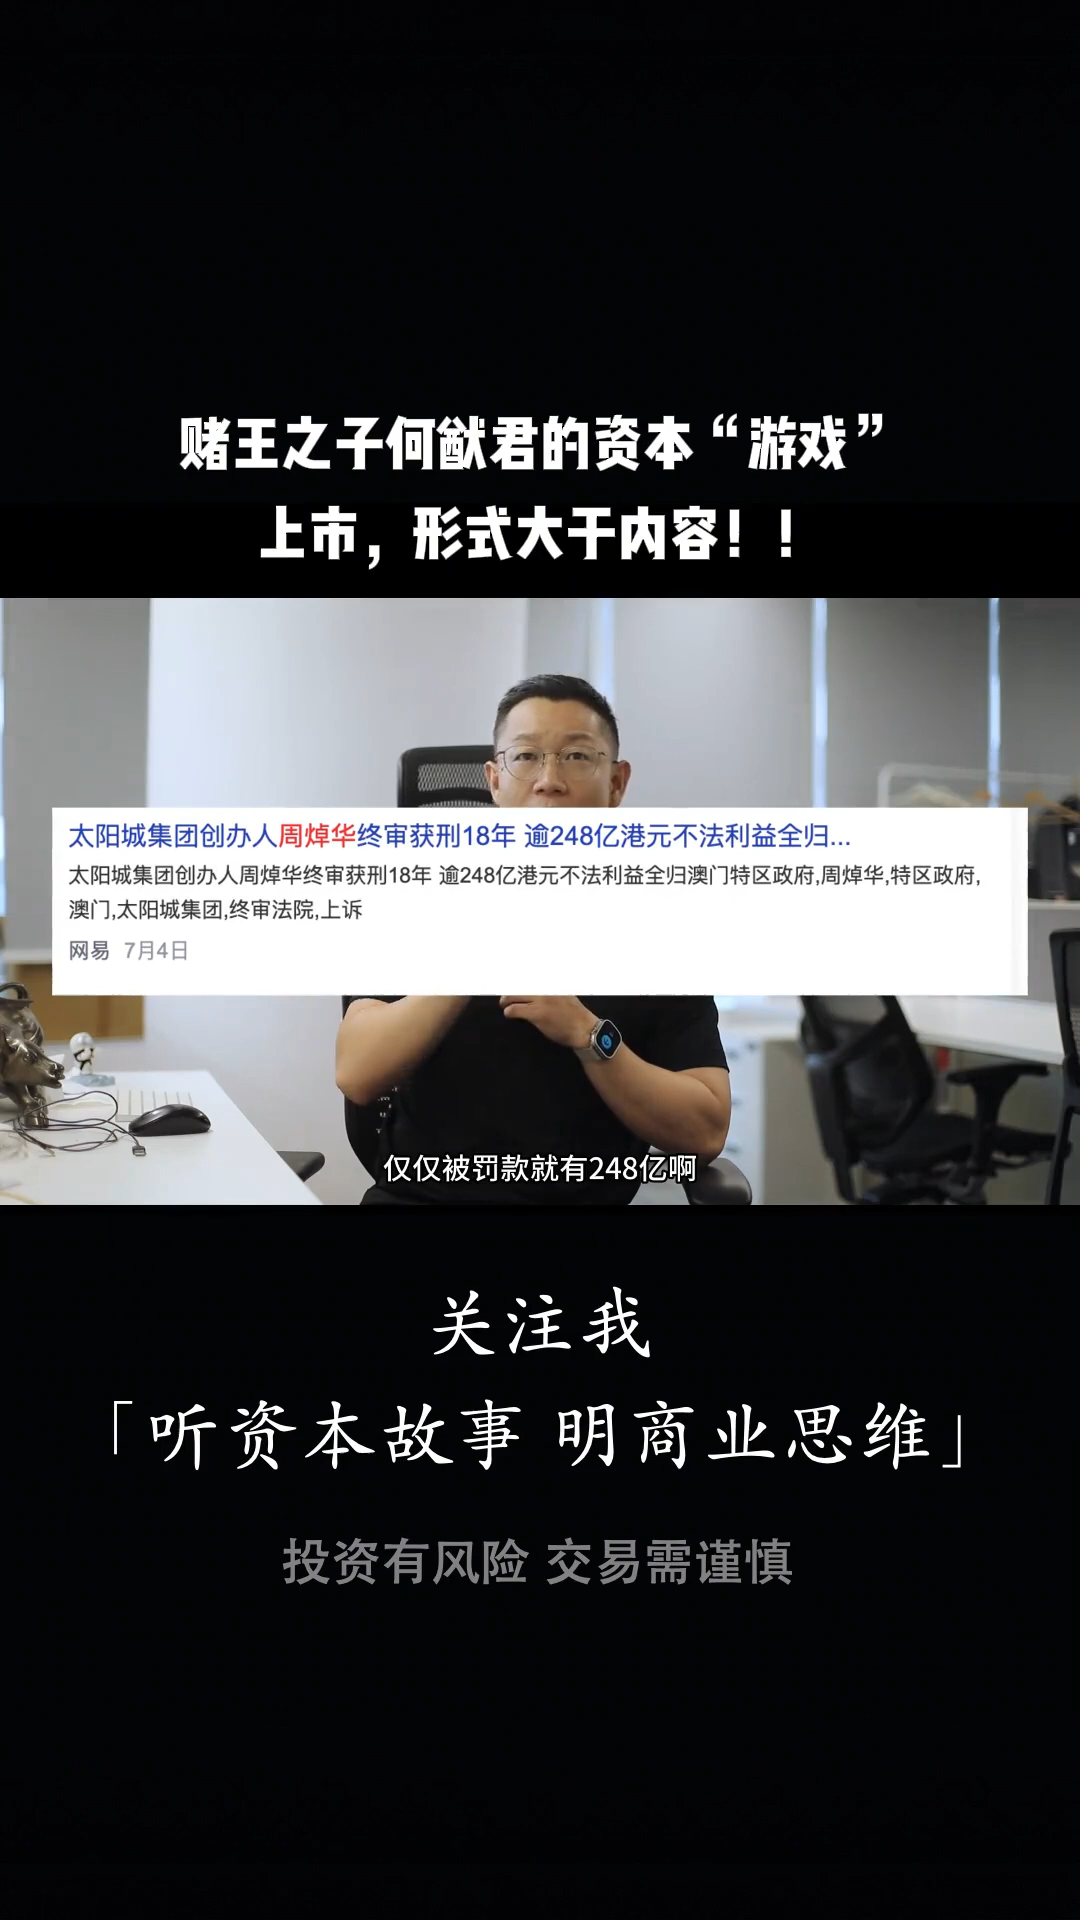 赌王之子何猷君的资本“游戏”
上市，形式大于内容！！
太阳城集团创办人周焯华终审获刑18年 逾248亿港元不法利益全归...
太阳城集团创办人周焯华终审获刑18年 逾248亿港元不法利益全归澳门特区政府,周焯华,特区政府,
澳门,太阳城集团,终审法院,上诉
网易 7月4日
仅仅被罚款就有248亿啊
关注我
「听资本故事 明商业思维」
投资有风险 交易需谨慎